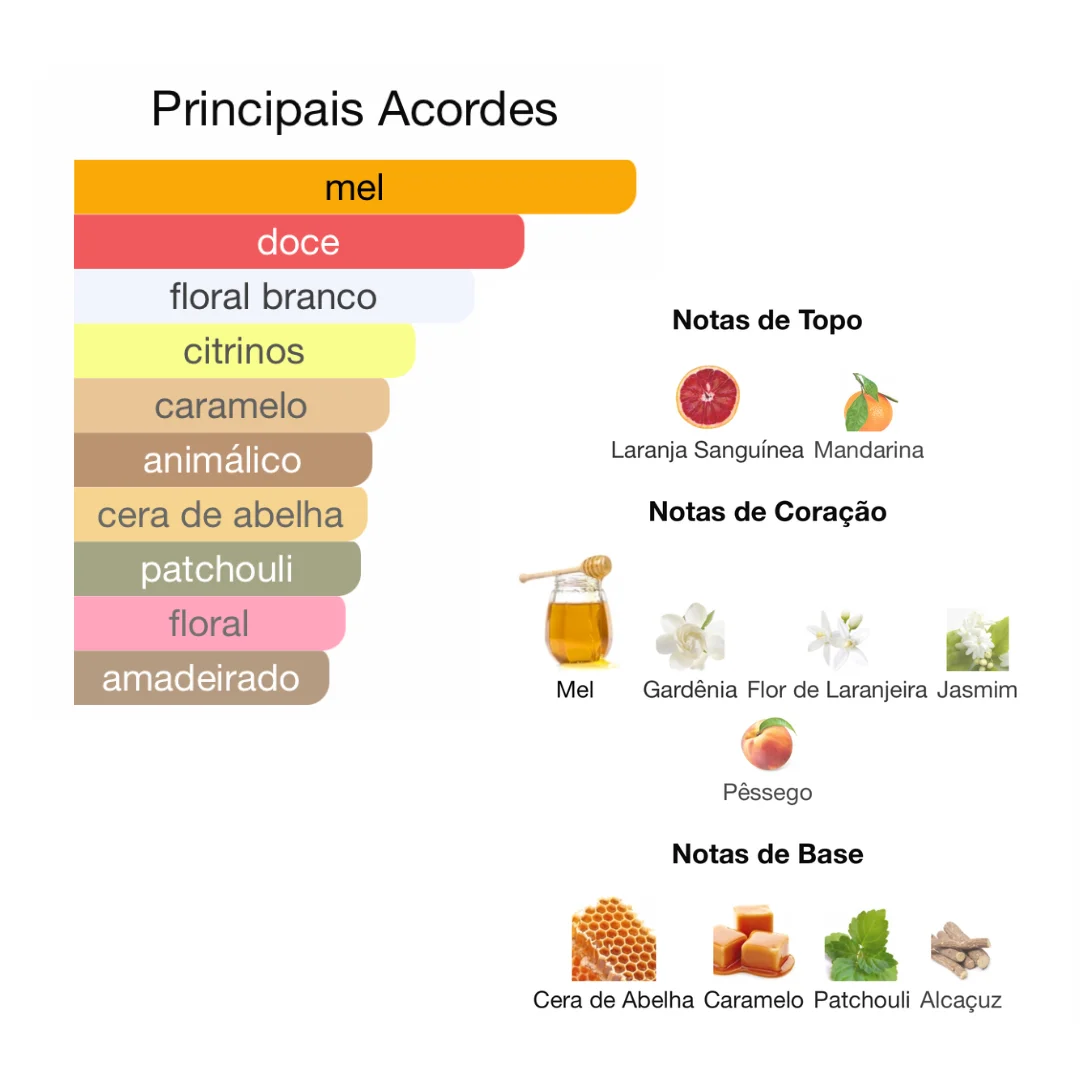 Principais Acordes
mel
doce
floral branco
citrinos
caramelo
animálico
cera de abelha
patchouli
floral
amadeirado
Notas de Topo
Laranja Sanguínea Mandarina
Notas de Coração
Mel Gardênia Flor de Laranjeira Jasmim
Pêssego
Notas de Base
Cera de Abelha Caramelo Patchouli Alcaçuz